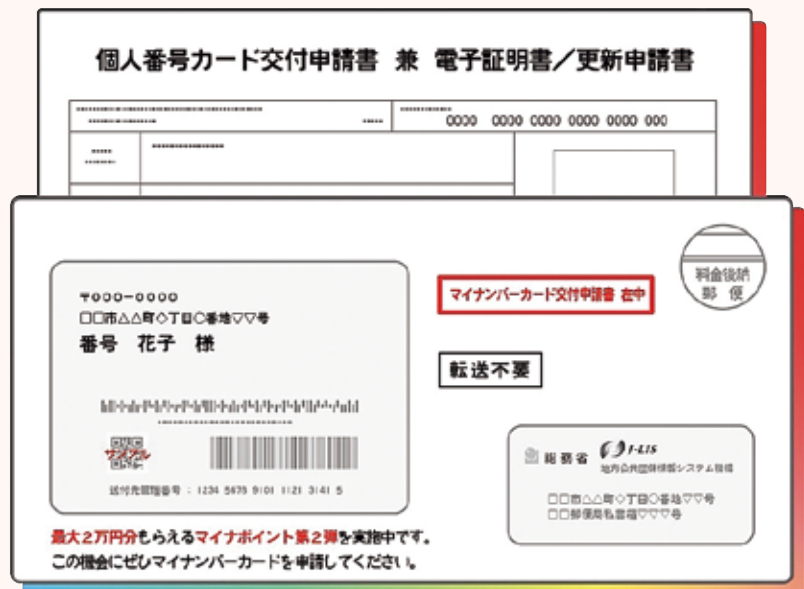 個人番号カード交付申請書 兼 電子証明書/更新申請書
0000 0000 0000 0000 0000 000
〒000-0000
□□市△△町◇丁目○番地▽▽号
番号 花子 様
サンプル
送付先管理番号 : 1234 5678 9101 1121 3141 5
最大2万円分もらえるマイナポイント第2弾を実施中です。
この機会にぜひマイナンバーカードを申請してください。
マイナンバーカード交付申請書 在中
料金後納
郵 便
転送不要
総務省 J-LIS
地方公共団体情報システム機構
□□市△△町◇丁目○番地▽▽号
□□郵便局私書箱▽▽▽号